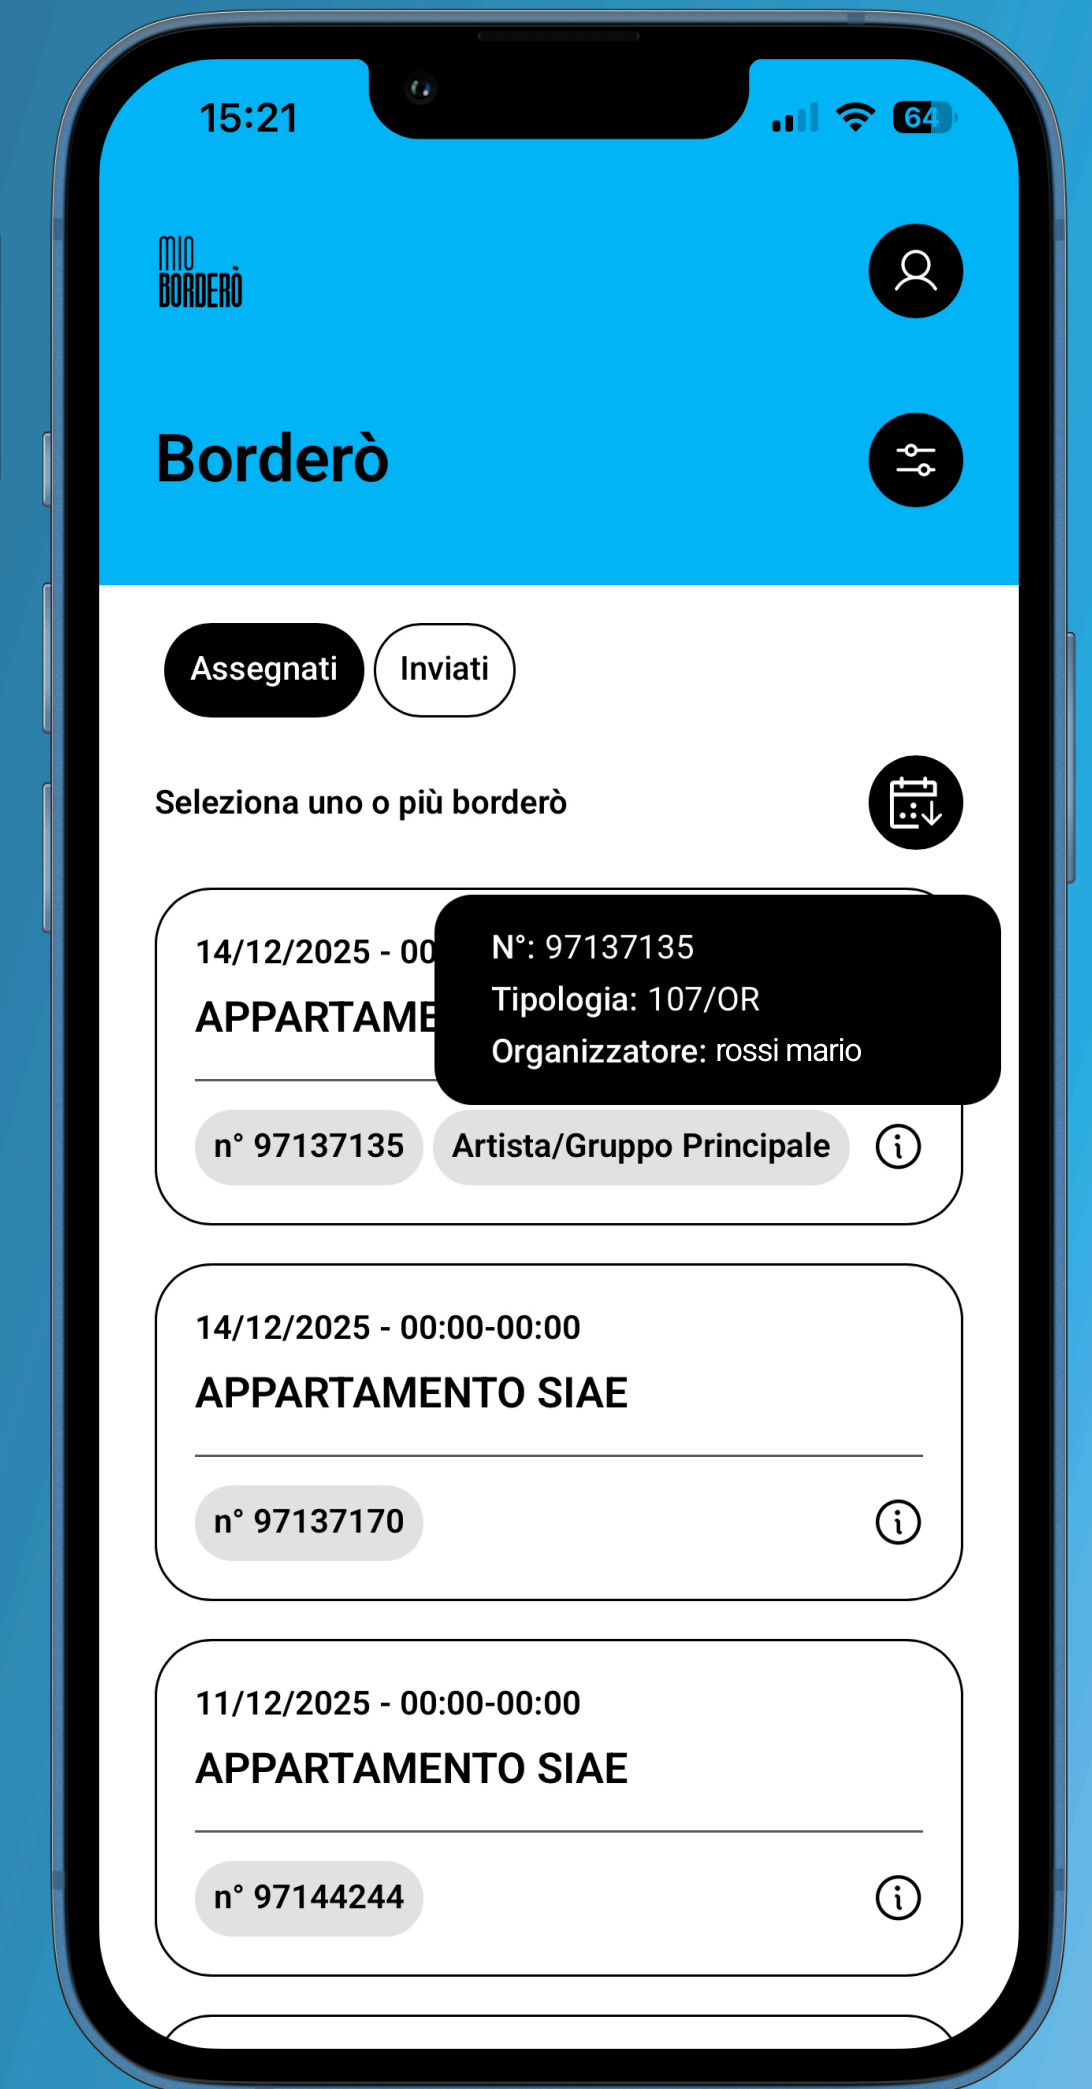 15:21
64
MIO
BORDERÒ
Borderò
Assegnati Inviati
Seleziona uno o più borderò
14/12/2025 - 00
APPARTAME
N°: 97137135
Tipologia: 107/OR
Organizzatore: rossi mario
n° 97137135 Artista/Gruppo Principale
14/12/2025 - 00:00-00:00
APPARTAMENTO SIAE
n° 97137170
11/12/2025 - 00:00-00:00
APPARTAMENTO SIAE
n° 97144244